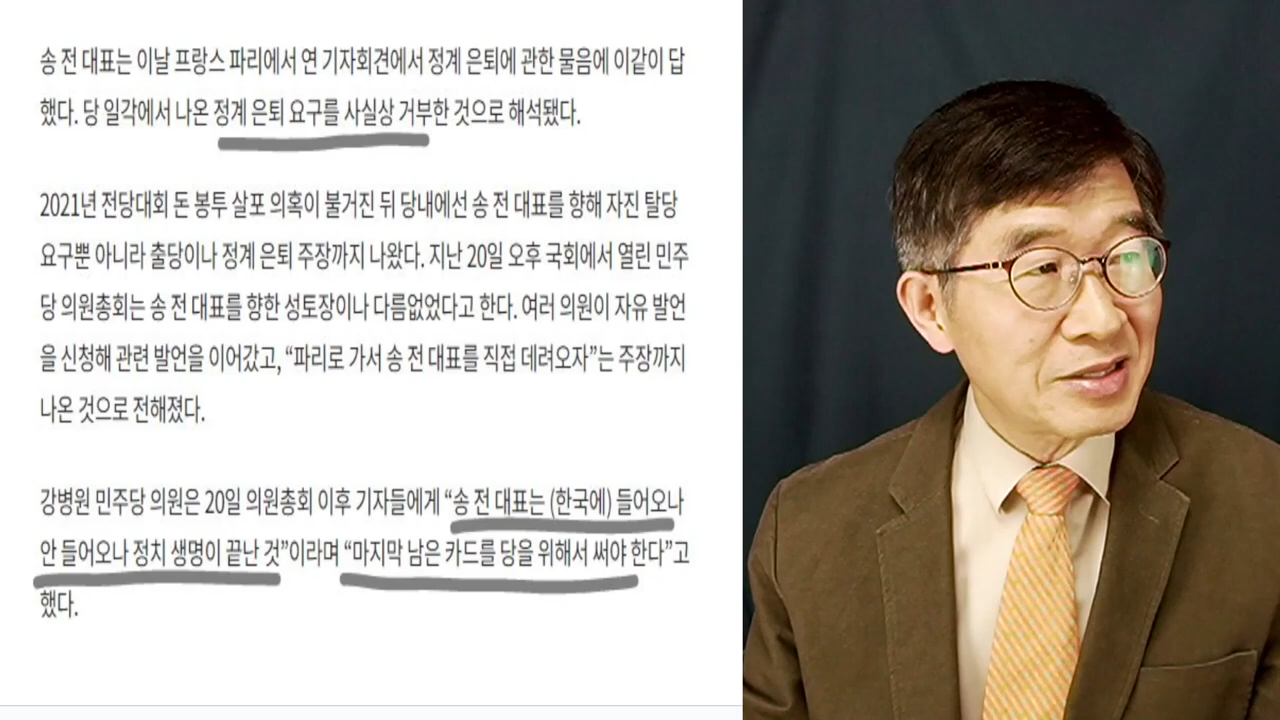 송 전 대표는 이날 프랑스 파리에서 연 기자회견에서 정계 은퇴에 관한 물음에 이같이 답
했다. 당 일각에서 나온 정계 은퇴 요구를 사실상 거부한 것으로 해석됐다.
2021년 전당대회 돈 봉투 살포 의혹이 불거진 뒤 당내에선 송 전 대표를 향해 자진 탈당
요구뿐 아니라 출당이나 정계 은퇴 주장까지 나왔다. 지난 20일 오후 국회에서 열린 민주
당 의원총회는 송 전 대표를 향한 성토장이나 다름없었다고 한다. 여러 의원이 자유 발언
을 신청해 관련 발언을 이어갔고, “파리로 가서 송 전 대표를 직접 데려오자”는 주장까지
나온 것으로 전해졌다.
강병원 민주당 의원은 20일 의원총회 이후 기자들에게 “송 전 대표는 (한국에) 들어오나
안 들어오나 정치 생명이 끝난 것”이라며 “마지막 남은 카드를 당을 위해서 써야 한다”고
했다.